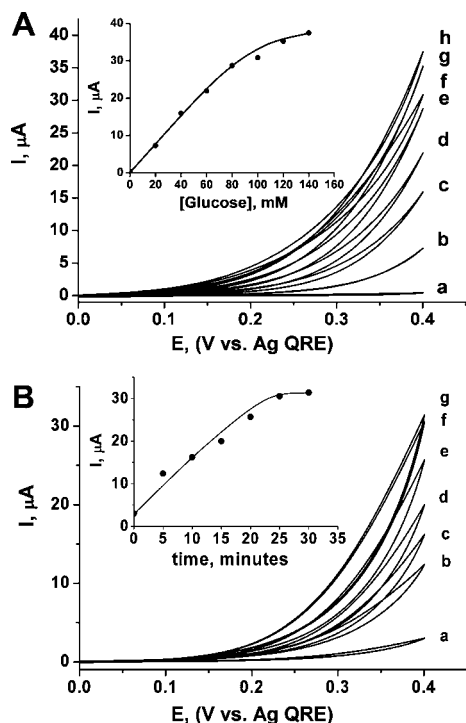 A
I, μA
35
30
25
20
15
10
5
0
0.0
0.1
0.2
0.3
0.4
E, (V vs. Ag QRE)
h
g
f
e
d
c
b
a
I, μA
40
30
20
10
0
0 20 40 60 80 100 120 140 160
[Glucose], mM
B
I, μA
30
20
10
0
0.0
0.1
0.2
0.3
0.4
E, (V vs. Ag QRE)
g
f
e
d
c
b
a
I, μA
40
30
20
10
0
0 5 10 15 20 25 30 35
time, minutes